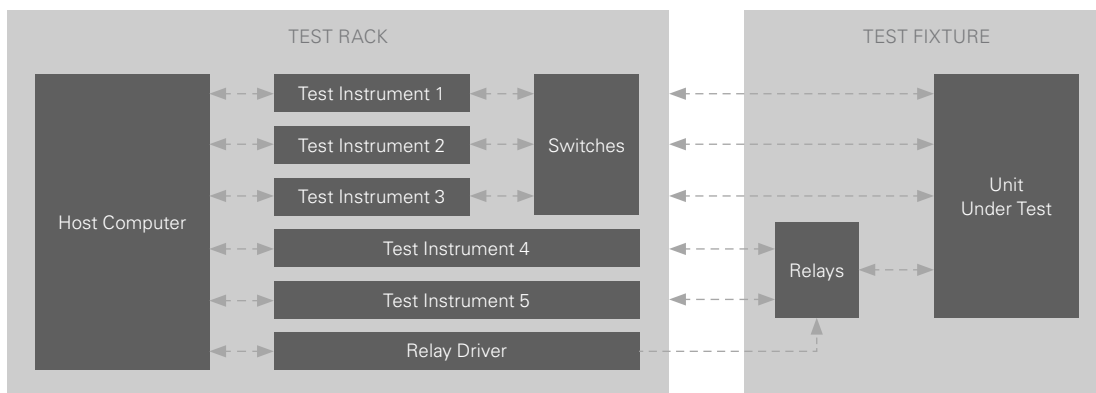 TEST RACK
TEST FIXTURE
Host Computer
Test Instrument 1
Test Instrument 2
Test Instrument 3
Switches
Test Instrument 4
Test Instrument 5
Relay Driver
Relays
Unit
Under Test